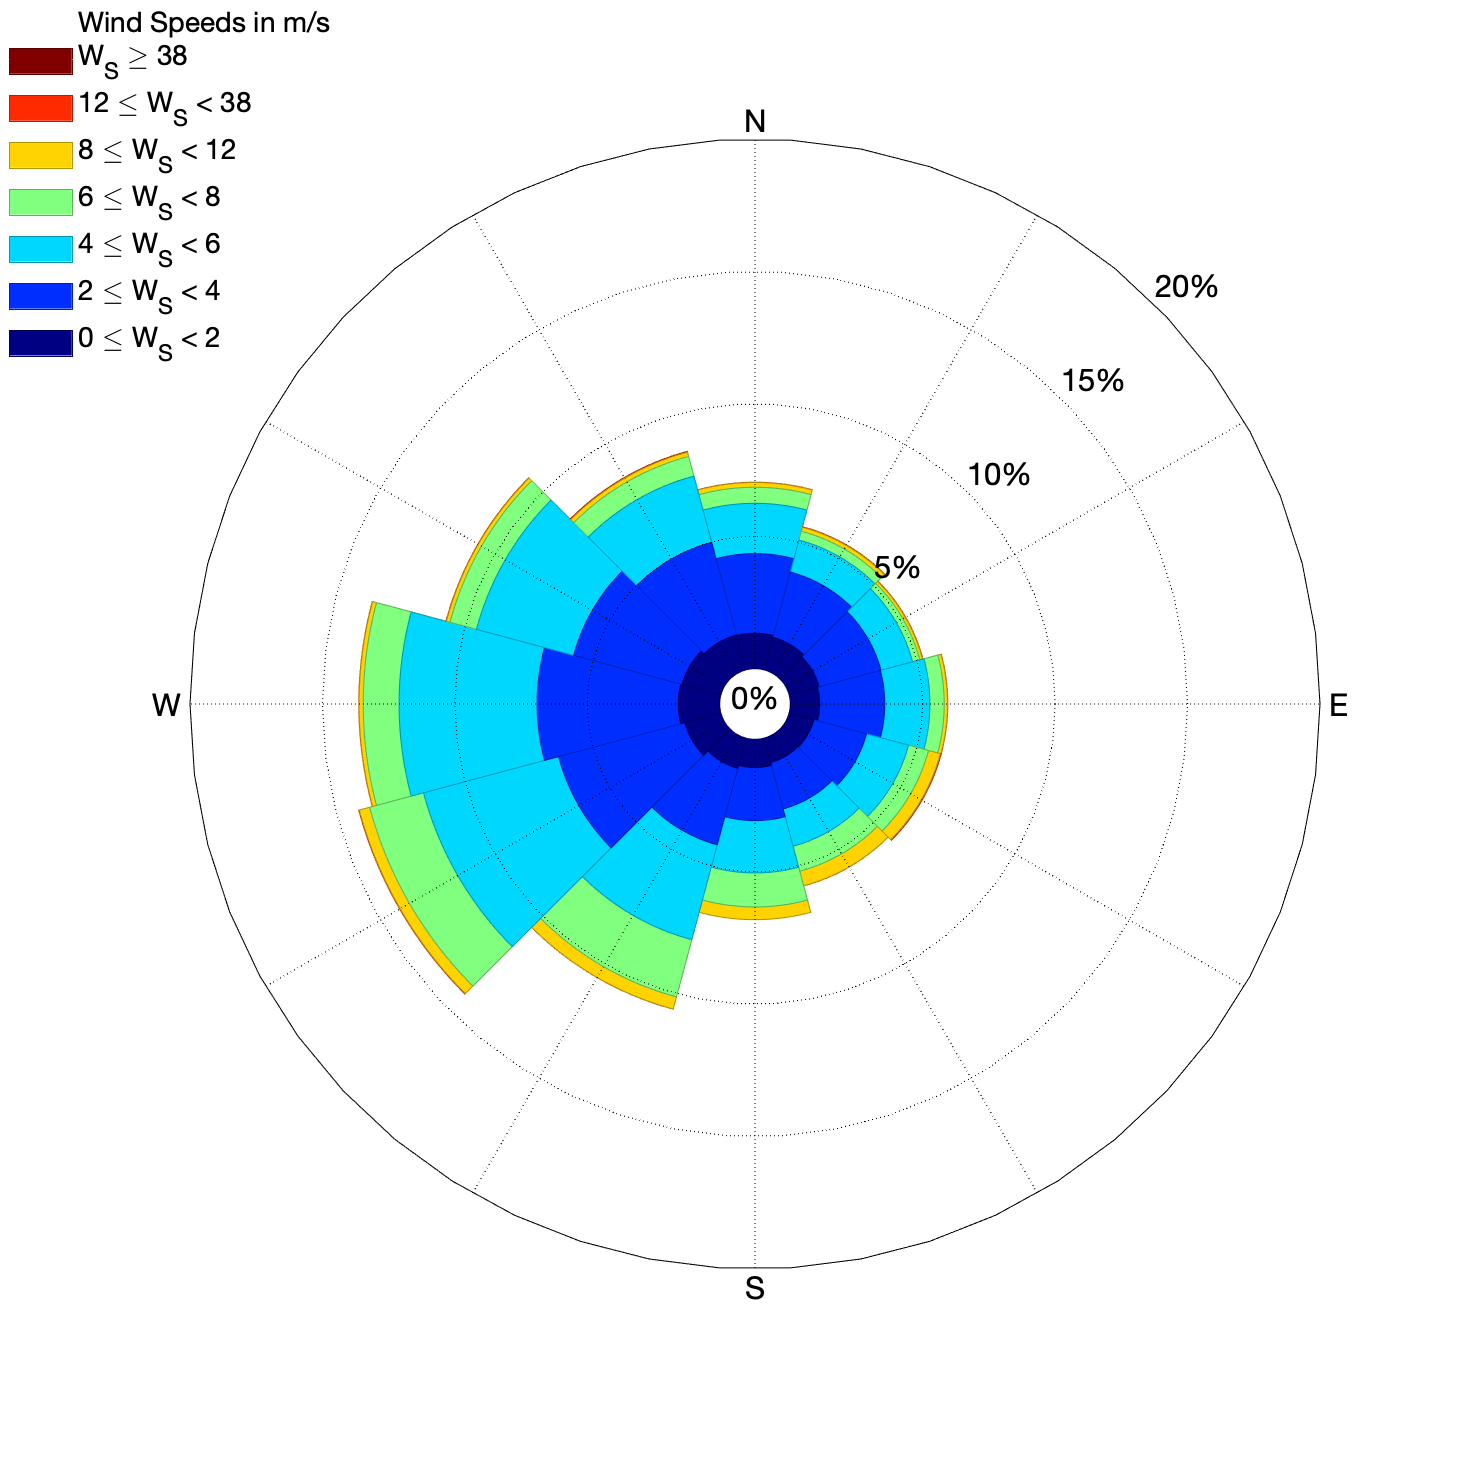 Wind Speeds in m/s
W_S ≥ 38
12 ≤ W_S < 38
8 ≤ W_S < 12
6 ≤ W_S < 8
4 ≤ W_S < 6
2 ≤ W_S < 4
0 ≤ W_S < 2
N
20%
15%
10%
5%
0%
W
E
S